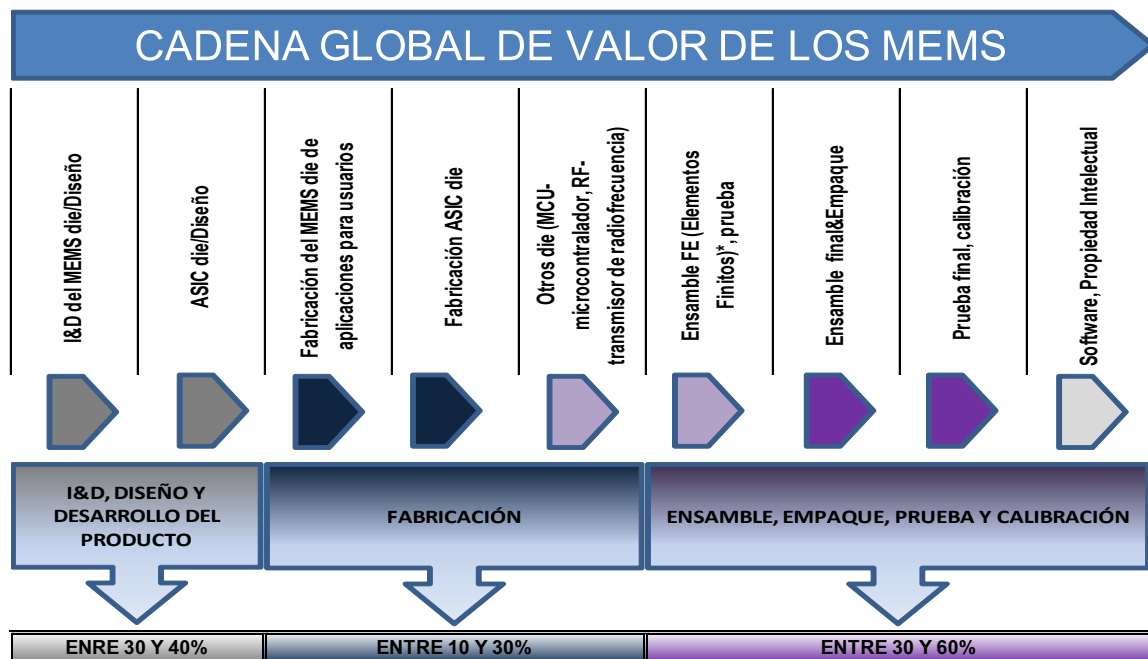 CADENA GLOBAL DE VALOR DE LOS MEMS
I&D del MEMS die/Diseño
ASIC die/Diseño
Fabricación del MEMS die de
aplicaciones para usuarios
Fabricación ASIC die
Otros die (MCU-
microcontralador, RF-
transmisor de radiofrecuencia)
Ensamble FE (Elementos
Finitos)*, prueba
Ensamble final&Empaque
Prueba final, calibración
Software, Propiedad Intelectual
I&D, DISEÑO Y
DESARROLLO DEL
PRODUCTO
FABRICACIÓN
ENSAMBLE, EMPAQUE, PRUEBA Y CALIBRACIÓN
ENRE 30 Y 40%
ENTRE 10 Y 30%
ENTRE 30 Y 60%